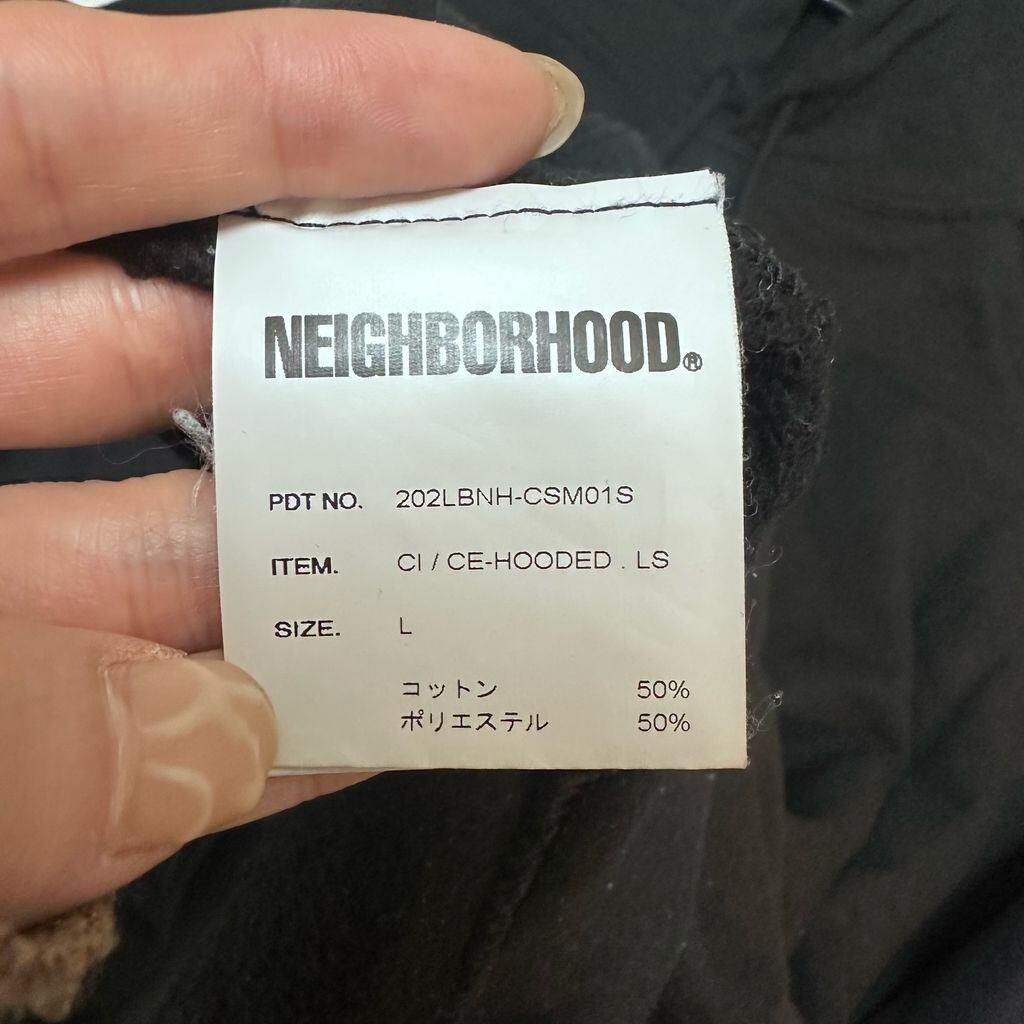 NEIGHBORHOOD®
PDT NO. 202LBNH-CSM01S
ITEM. CI / CE-HOODED . LS
SIZE. L
コットン 50%
ポリエステル 50%